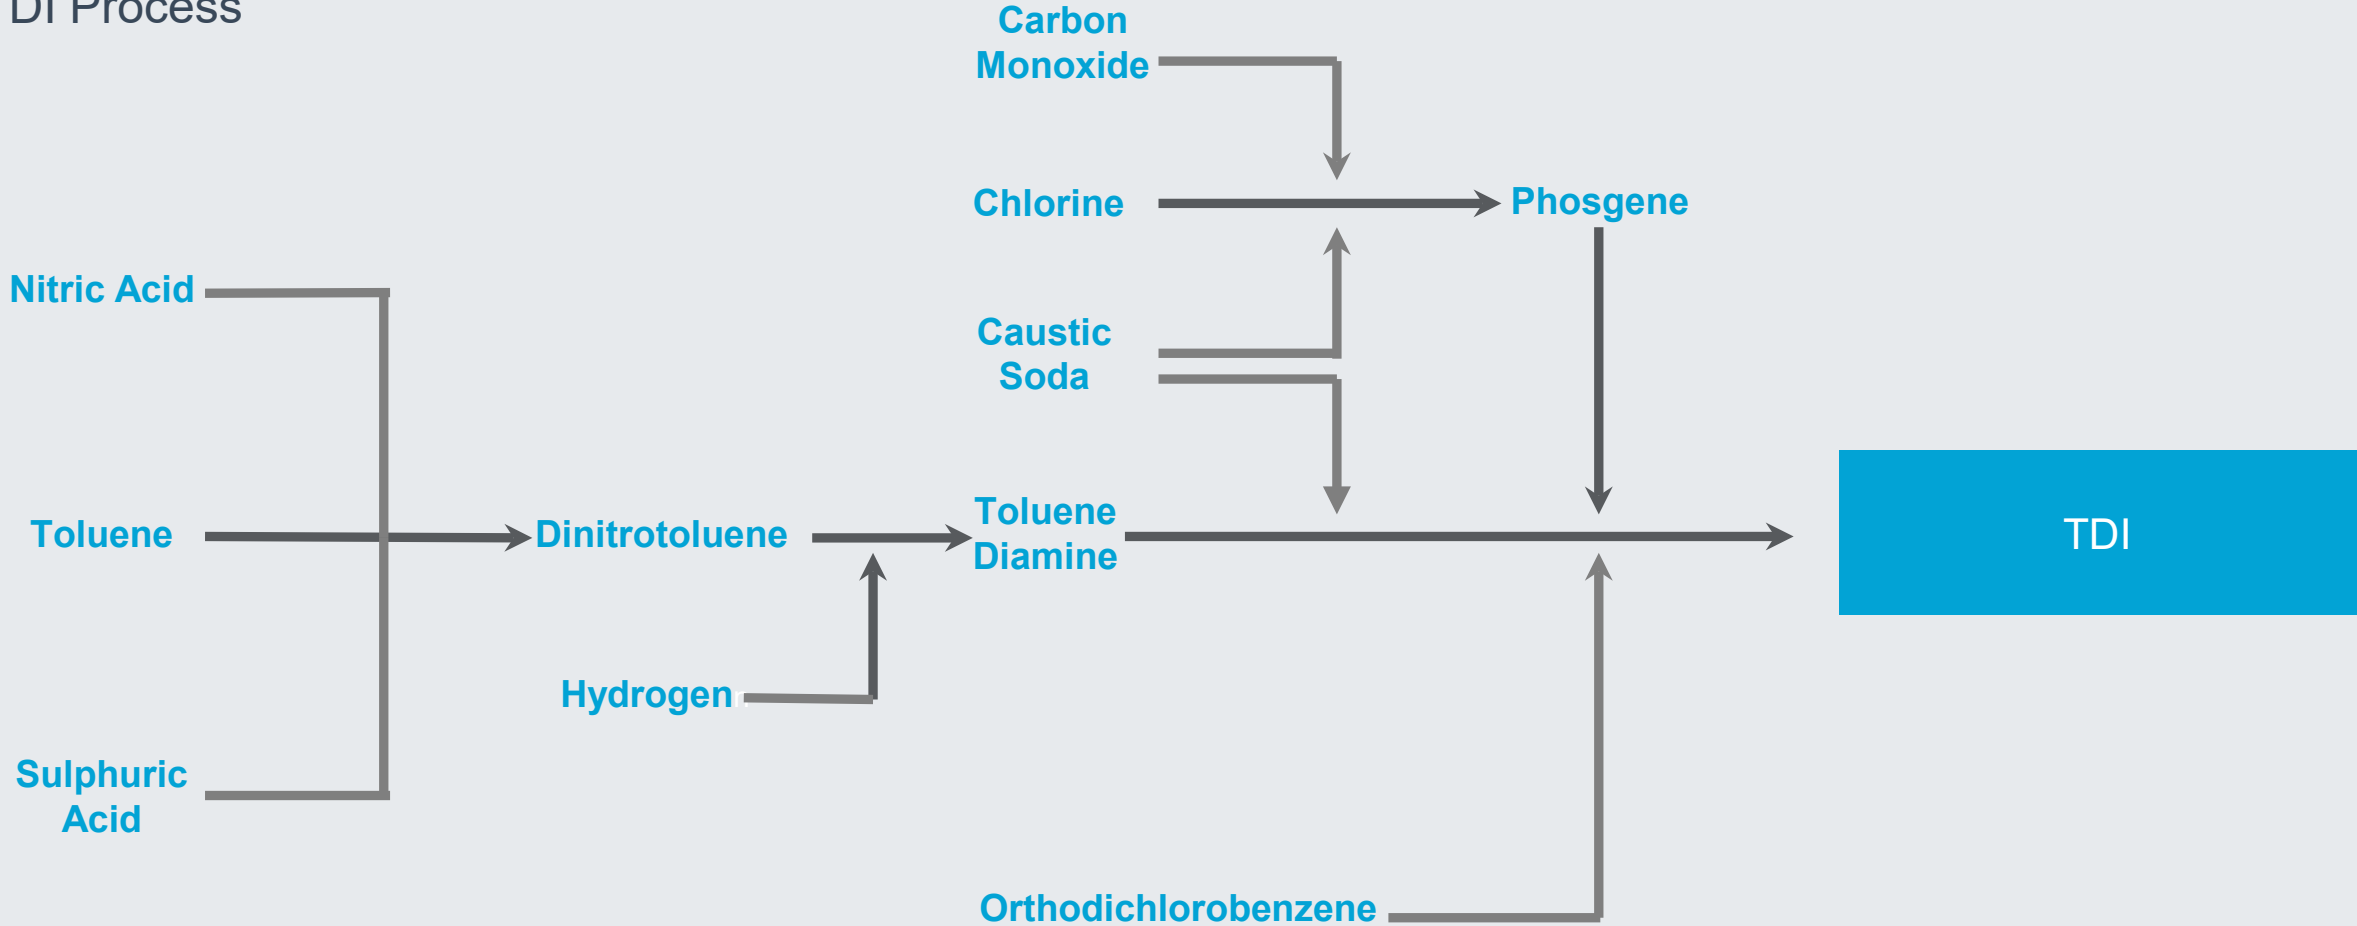 DI Process
Carbon
Monoxide
Chlorine
Phosgene
Nitric Acid
Caustic
Soda
Toluene
Dinitrotoluene
Toluene
Diamine
TDI
Hydrogen
Sulphuric
Acid
Orthodichlorobenzene